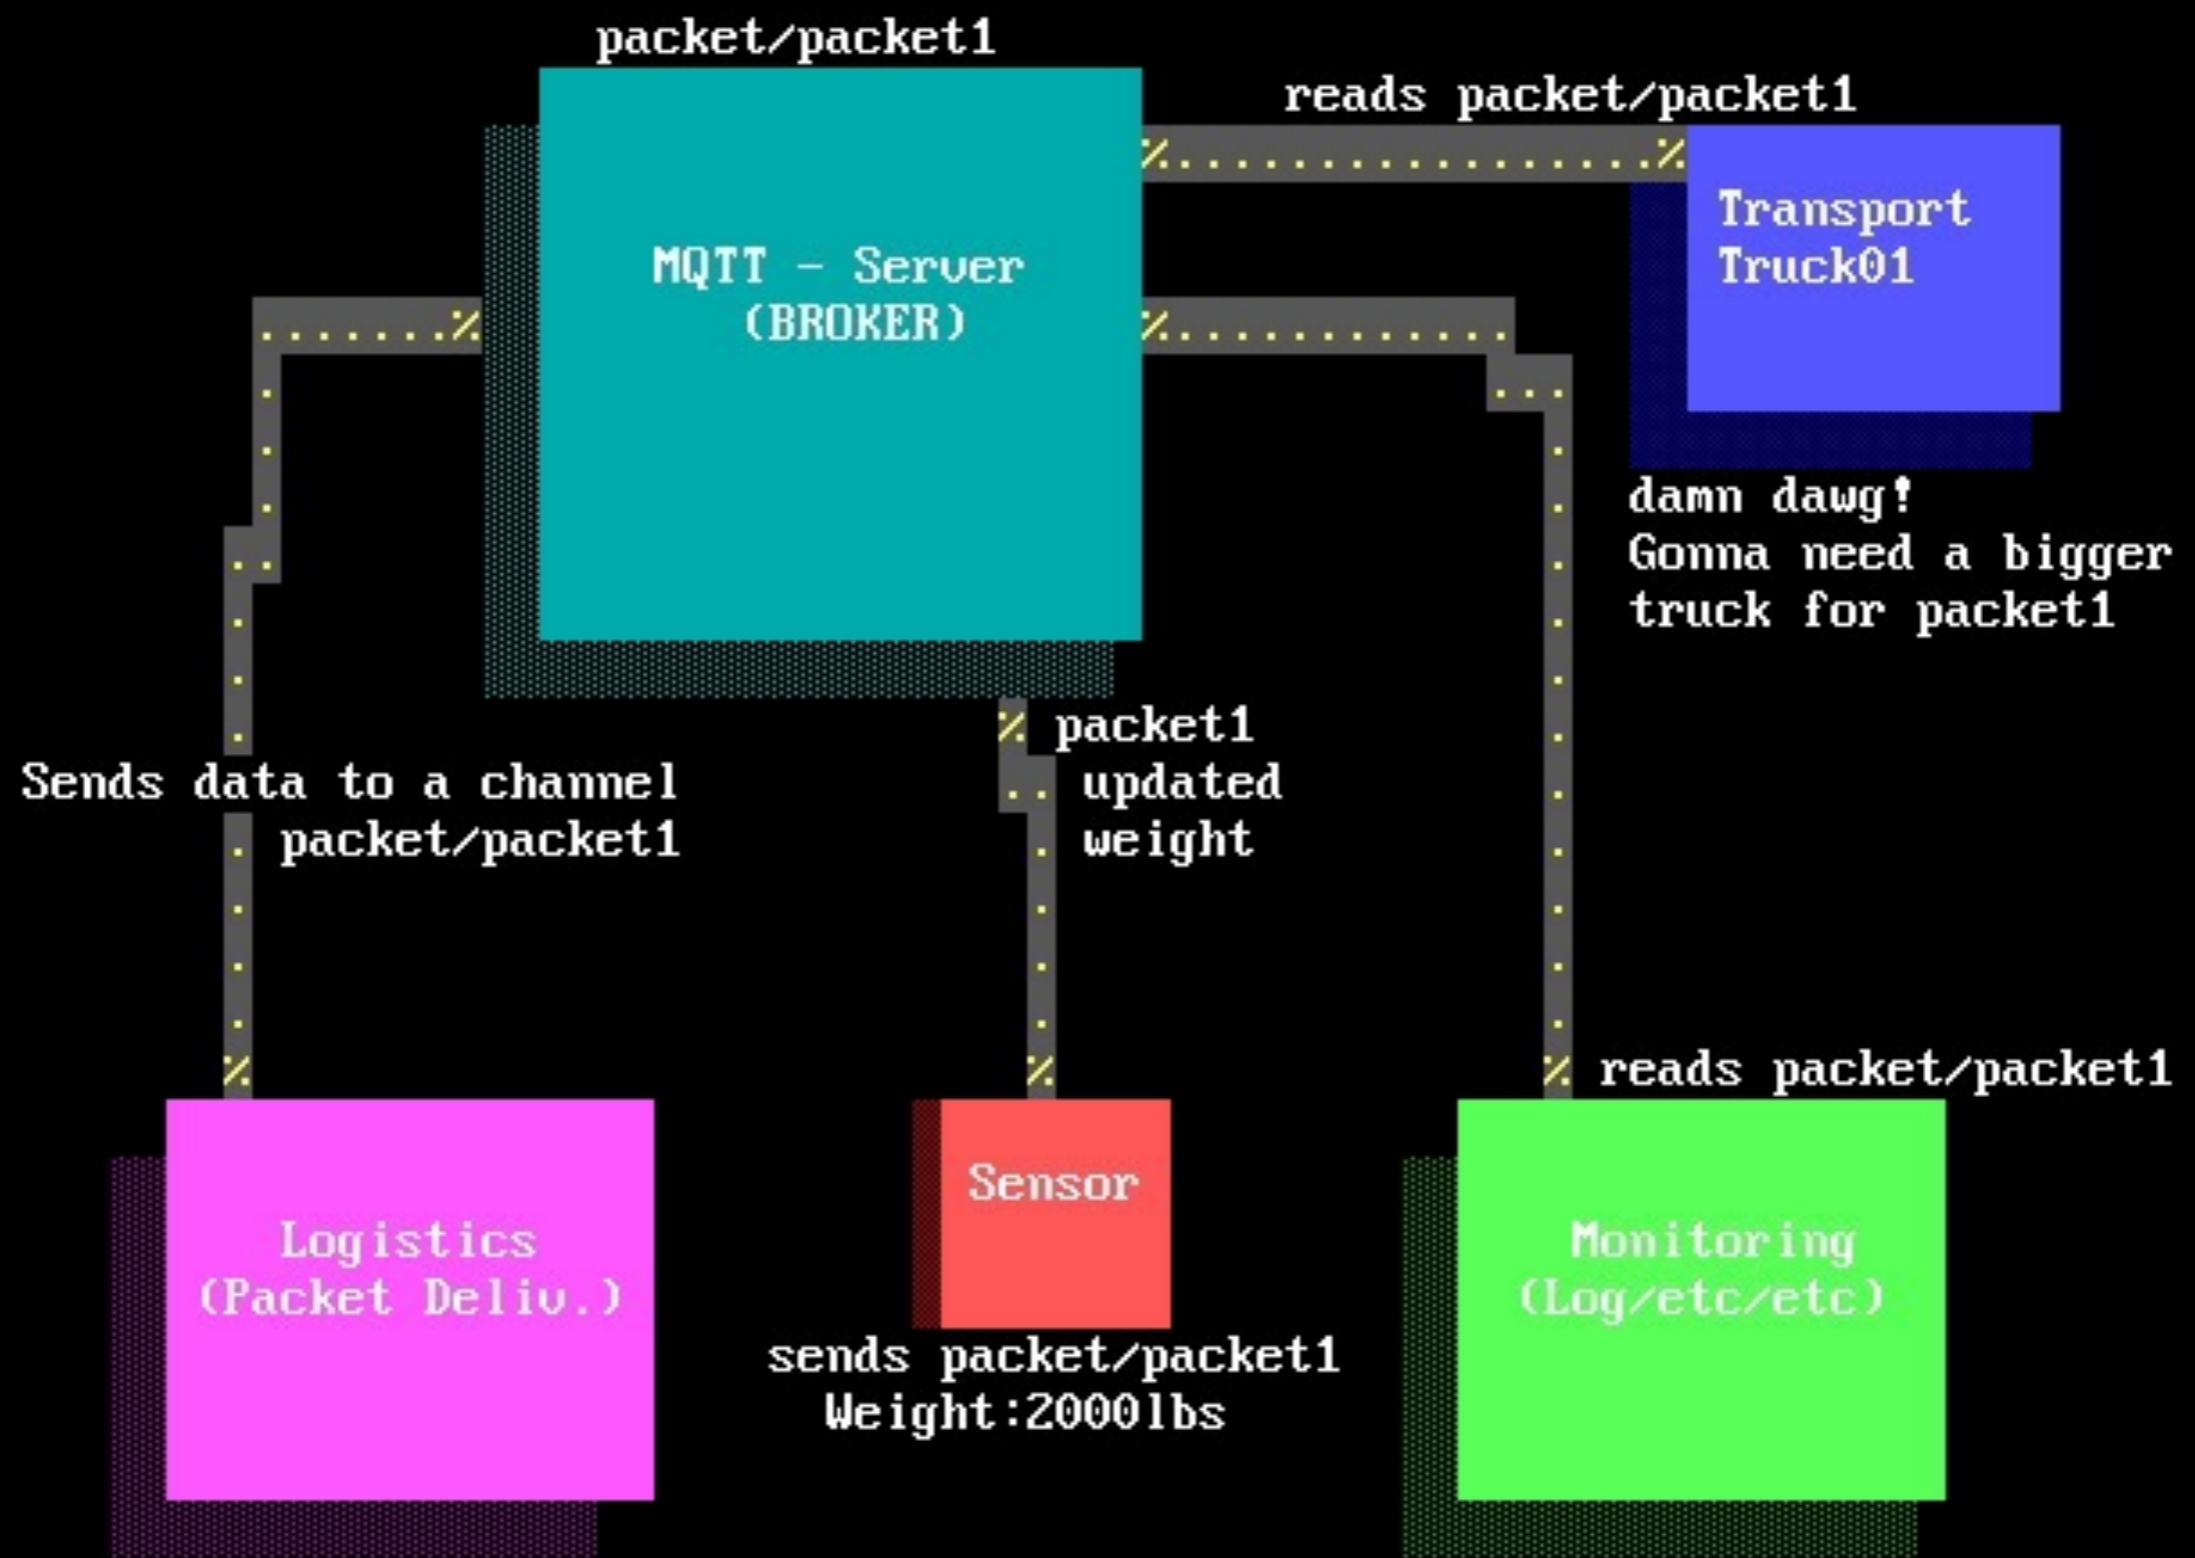 packet/packet1
reads packet/packet1
Transport
Truck01
MQTT - Server
(BROKER)
damn dawg!
Gonna need a bigger
truck for packet1
packet1
updated
weight
Sends data to a channel
packet/packet1
reads packet/packet1
Sensor
Logistics
(Packet Deliv.)
Monitoring
(Log/etc/etc)
sends packet/packet1
Weight:2000lbs